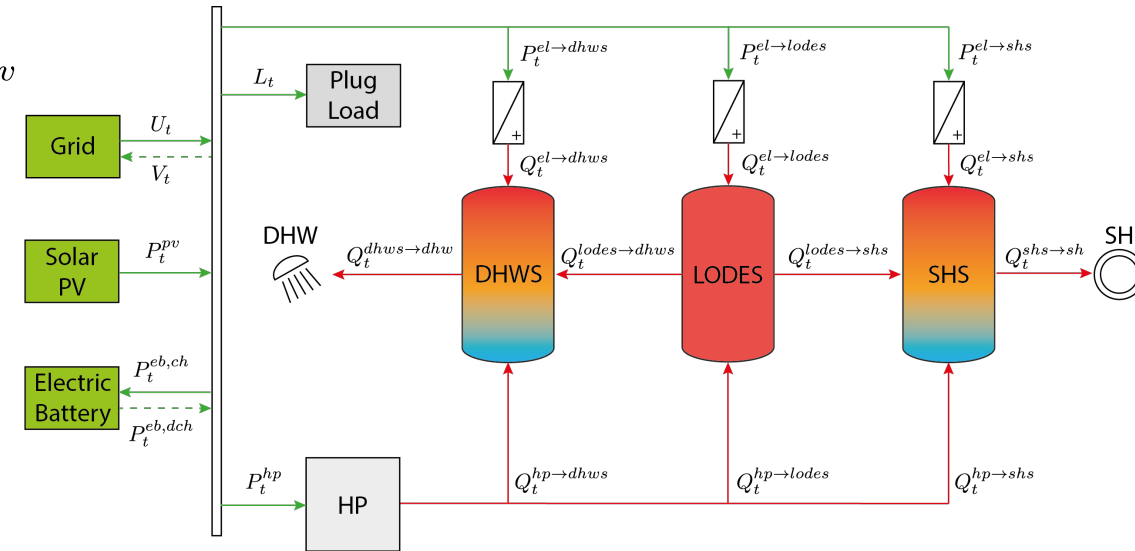 v
P_t^{el→dhws}
P_t^{el→lodes}
P_t^{el→shs}
L_t
Plug
Load
Grid
U_t
V_t
+
+
+
Q_t^{el→dhws}
Q_t^{el→lodes}
Q_t^{el→shs}
DHW
SH
Solar
PV
P_t^{pv}
Q_t^{dhws→dhw}
DHWS
Q_t^{lodes→dhws}
LODES
Q_t^{lodes→shs}
SHS
Q_t^{shs→sh}
Electric
Battery
P_t^{eb,ch}
P_t^{eb,dch}
P_t^{hp}
HP
Q_t^{hp→dhws}
Q_t^{hp→lodes}
Q_t^{hp→shs}